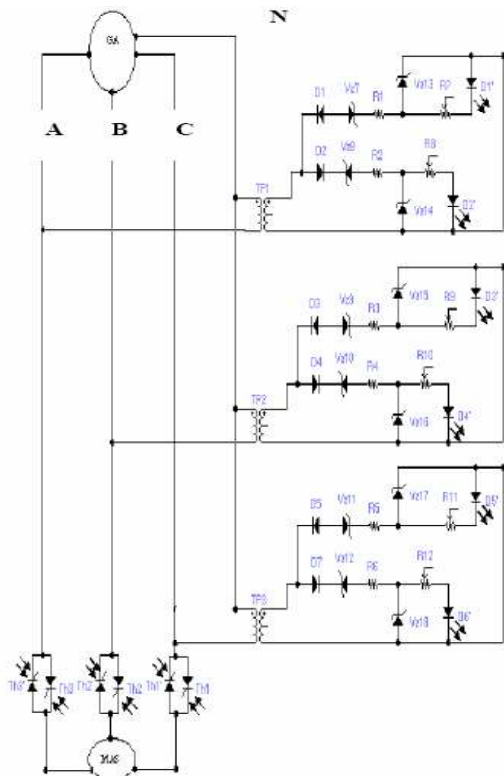 N
GA
A B C
D1 Vz7 R1 Vz13 R7 D1'
D2 Vz9 R2 R8
Vz14 D2'
TP1
D3 Vz8 R3 Vz15 R9 D3'
D4 Vz10 R4 R10
TP2 Vz16 D4'
D5 Vz11 R5 Vz17 R11 D5'
D7 Vz12 R6 R12
TP3 Vz18 D6'
Th3' Th3 Th2' Th2 Th1' Th1